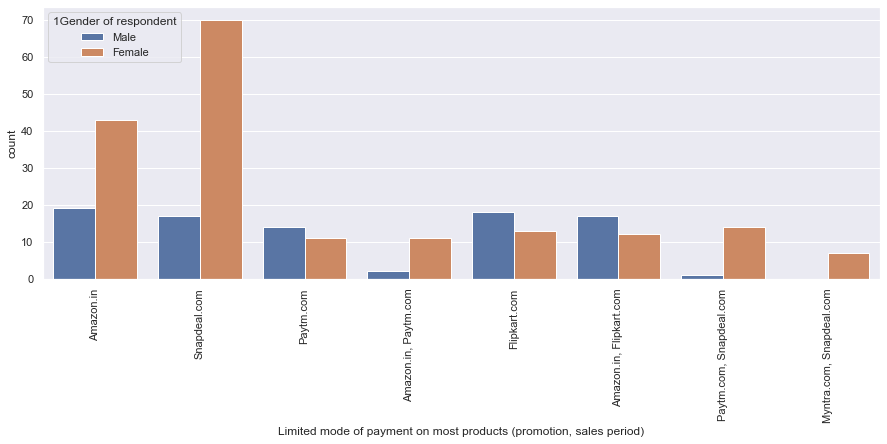 1Gender of respondent
Male
Female
count
70
60
50
40
30
20
10
0
Amazon.in
Snapdeal.com
Paytm.com
Amazon.in, Paytm.com
Flipkart.com
Amazon.in, Flipkart.com
Paytm.com, Snapdeal.com
Myntra.com, Snapdeal.com
Limited mode of payment on most products (promotion, sales period)